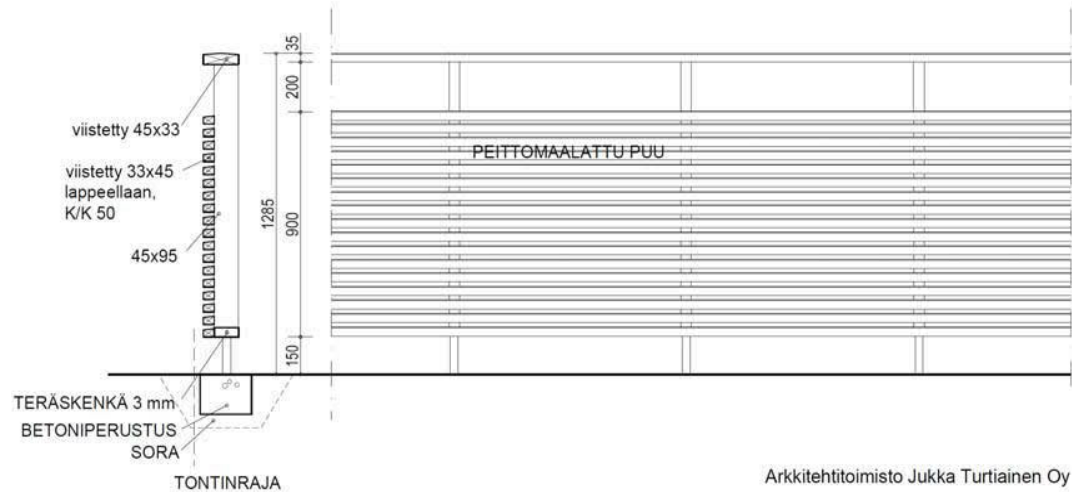 viistetty 45x33
viistetty 33x45
lappeellaan,
K/K 50
45x95
TERÄSKENKÄ 3 mm
BETONIPERUSTUS
SORA
TONTINRAJA
1285
35
200
900
150
PEITTOMAALATTU PUU
Arkkitehtitoimisto Jukka Turtiainen Oy